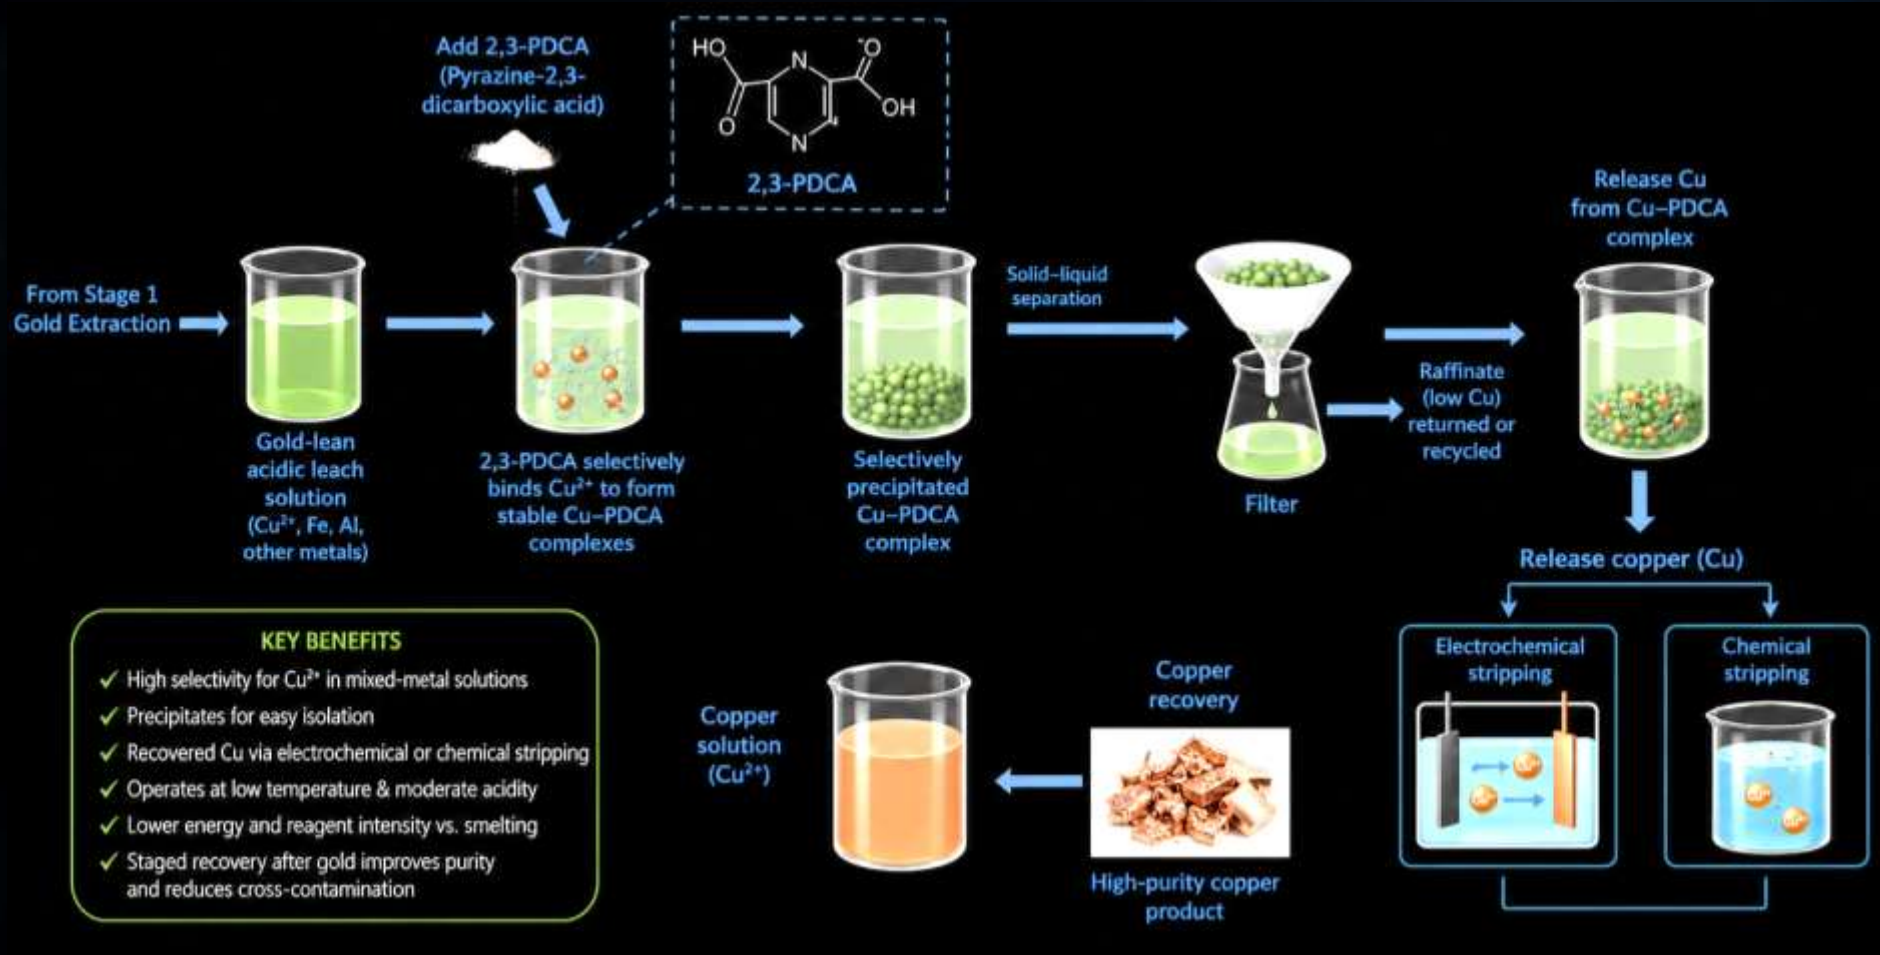 Add 2,3-PDCA
(Pyrazine-2,3-
dicarboxylic acid)
HO
N
⁻O
O
OH
4
N
2,3-PDCA
From Stage 1
Gold Extraction
Gold-lean
acidic leach
solution
(Cu²⁺, Fe, Al,
other metals)
2,3-PDCA selectively
binds Cu²⁺ to form
stable Cu–PDCA
complexes
Selectively
precipitated
Cu–PDCA
complex
Solid–liquid
separation
Filter
Raffinate
(low Cu)
returned or
recycled
Release Cu
from Cu–PDCA
complex
Release copper (Cu)
Electrochemical
stripping
Chemical
stripping
Copper
recovery
High-purity copper
product
Copper
solution
(Cu²⁺)
KEY BENEFITS
✓ High selectivity for Cu²⁺ in mixed-metal solutions
✓ Precipitates for easy isolation
✓ Recovered Cu via electrochemical or chemical stripping
✓ Operates at low temperature & moderate acidity
✓ Lower energy and reagent intensity vs. smelting
✓ Staged recovery after gold improves purity
and reduces cross-contamination